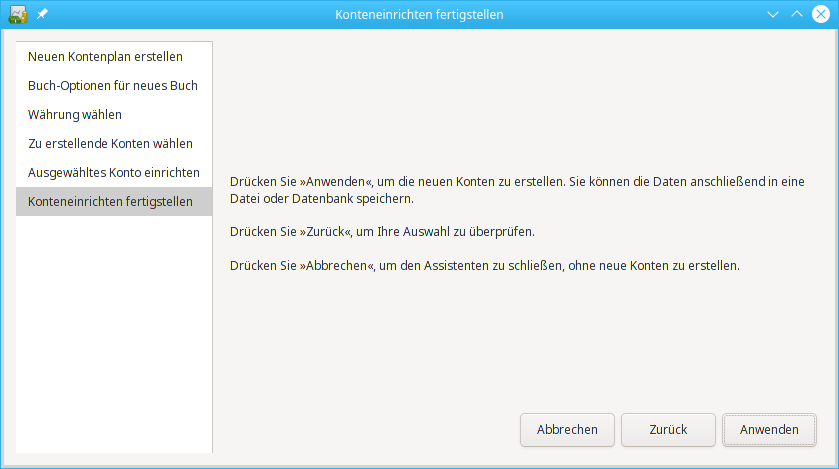 Konteneinrichten fertigstellen
Neuen Kontenplan erstellen
Buch-Optionen für neues Buch
Währung wählen
Zu erstellende Konten wählen
Ausgewähltes Konto einrichten
Konteneinrichten fertigstellen
Drücken Sie »Anwenden«, um die neuen Konten zu erstellen. Sie können die Daten anschließend in eine
Datei oder Datenbank speichern.
Drücken Sie »Zurück«, um Ihre Auswahl zu überprüfen.
Drücken Sie »Abbrechen«, um den Assistenten zu schließen, ohne neue Konten zu erstellen.
Abbrechen
Zurück
Anwenden